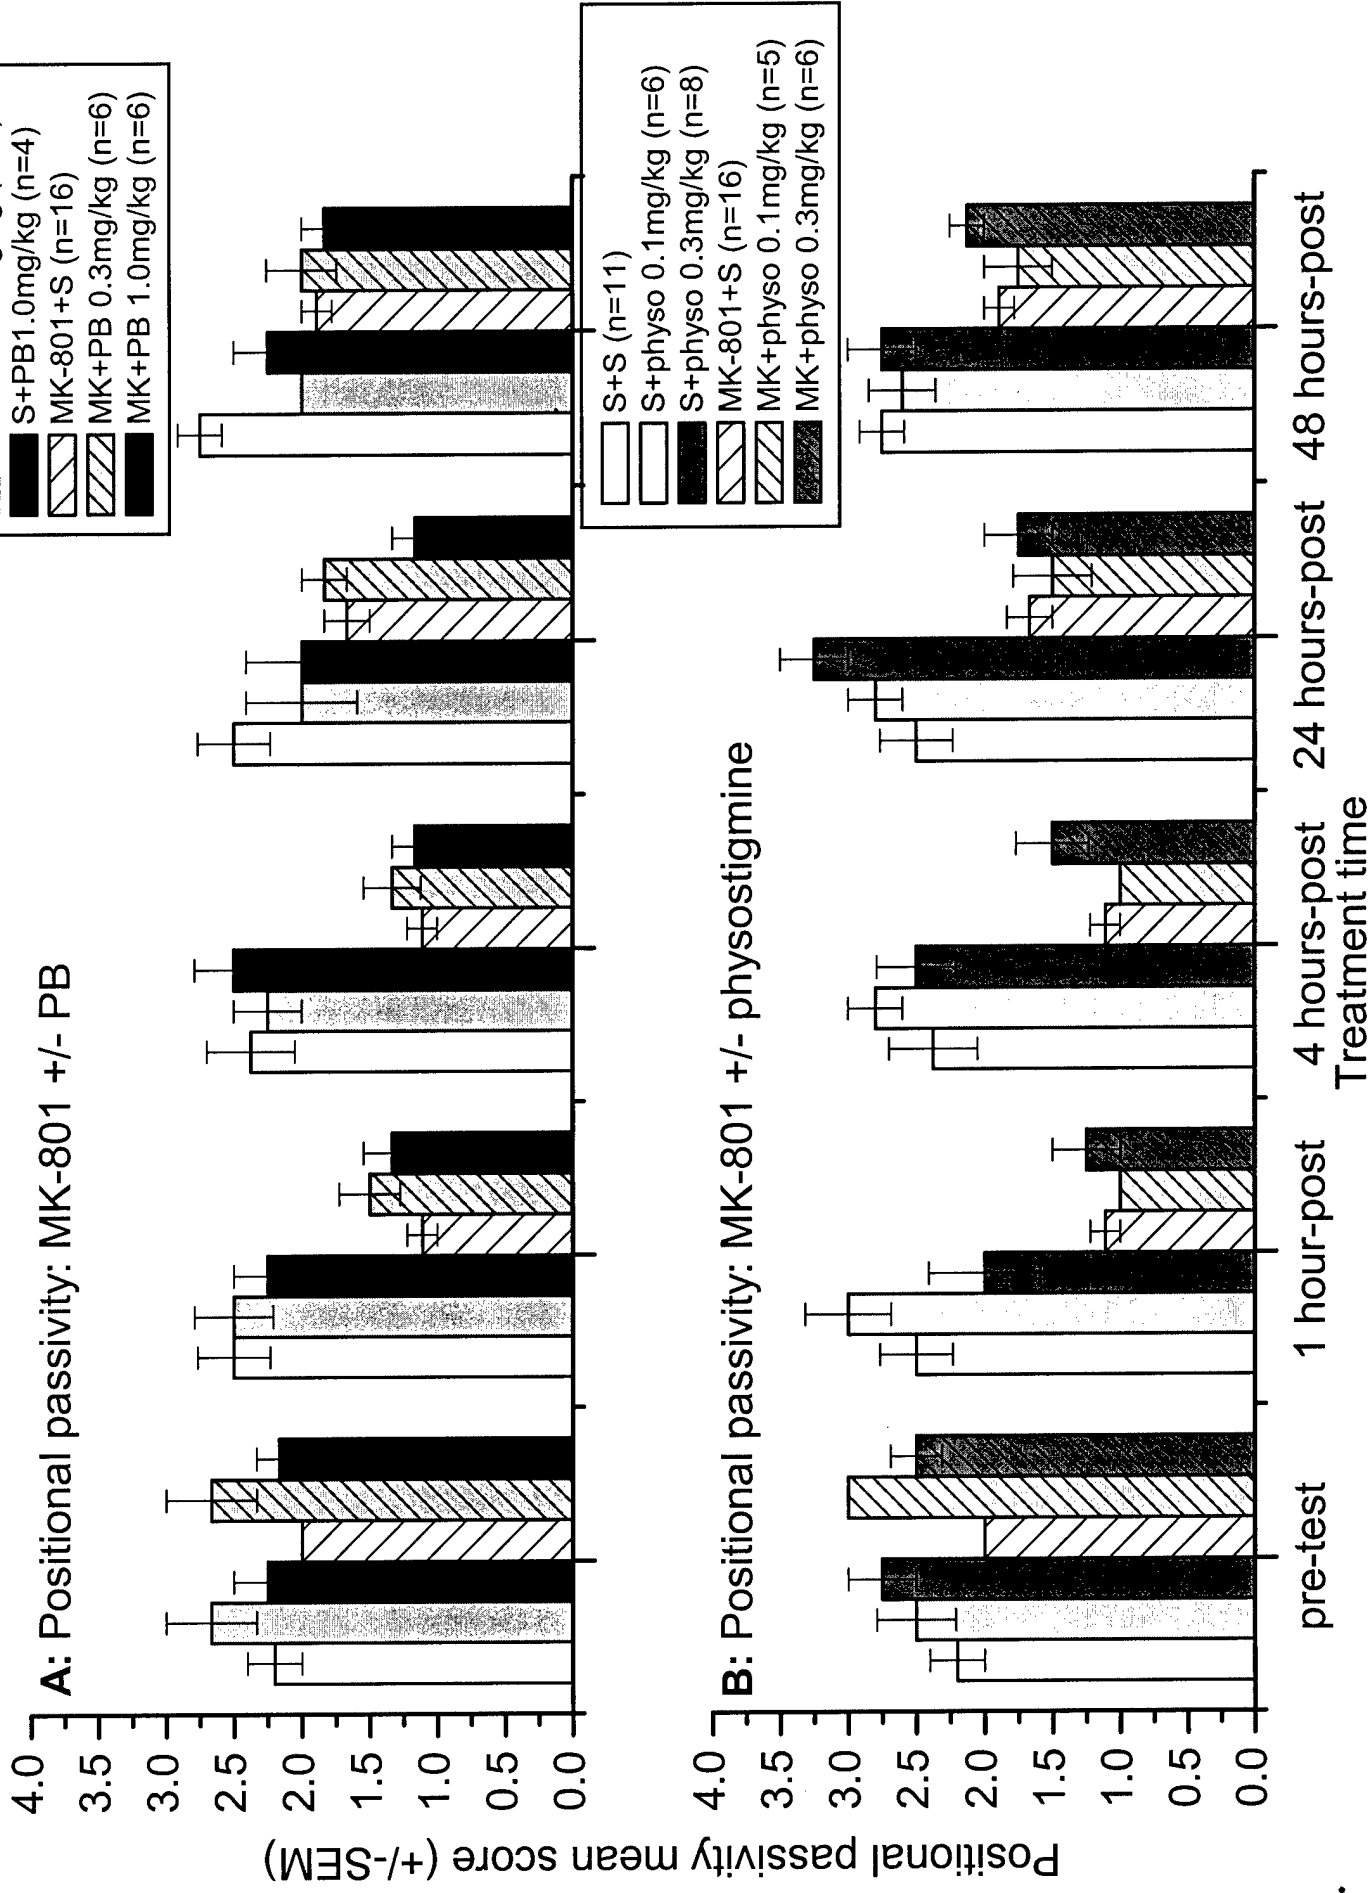 S+PB1.0mg/kg (n=4)
MK-801+S (n=16)
MK+PB 0.3mg/kg (n=6)
MK+PB 1.0mg/kg (n=6)
A: Positional passivity: MK-801 +/- PB
4.0
3.5
3.0
2.5
2.0
1.5
1.0
0.5
0.0
S+S (n=11)
S+physo 0.1mg/kg (n=6)
S+physo 0.3mg/kg (n=8)
MK-801+S (n=16)
MK+physo 0.1mg/kg (n=5)
MK+physo 0.3mg/kg (n=6)
B: Positional passivity: MK-801 +/- physostigmine
4.0
3.5
3.0
2.5
2.0
1.5
1.0
0.5
0.0
Positional passivity mean score (+/-SEM)
pre-test
1 hour-post
4 hours-post
24 hours-post
48 hours-post
Treatment time